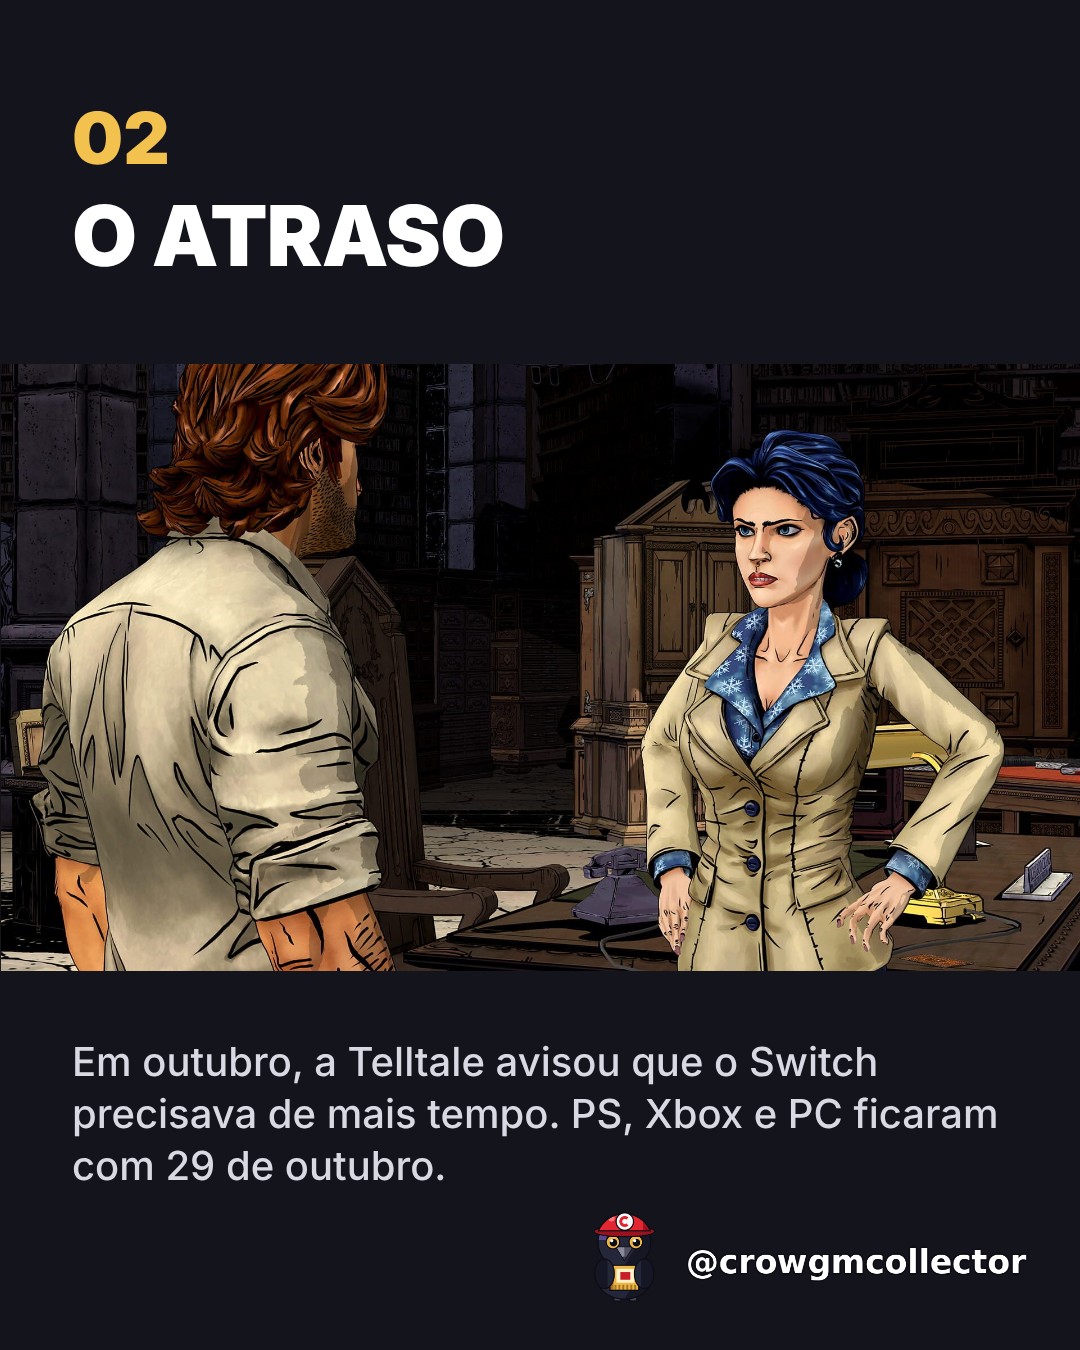 02
O ATRASO
Em outubro, a Telltale avisou que o Switch
precisava de mais tempo. PS, Xbox e PC ficaram
com 29 de outubro.
C
@crowgmcollector